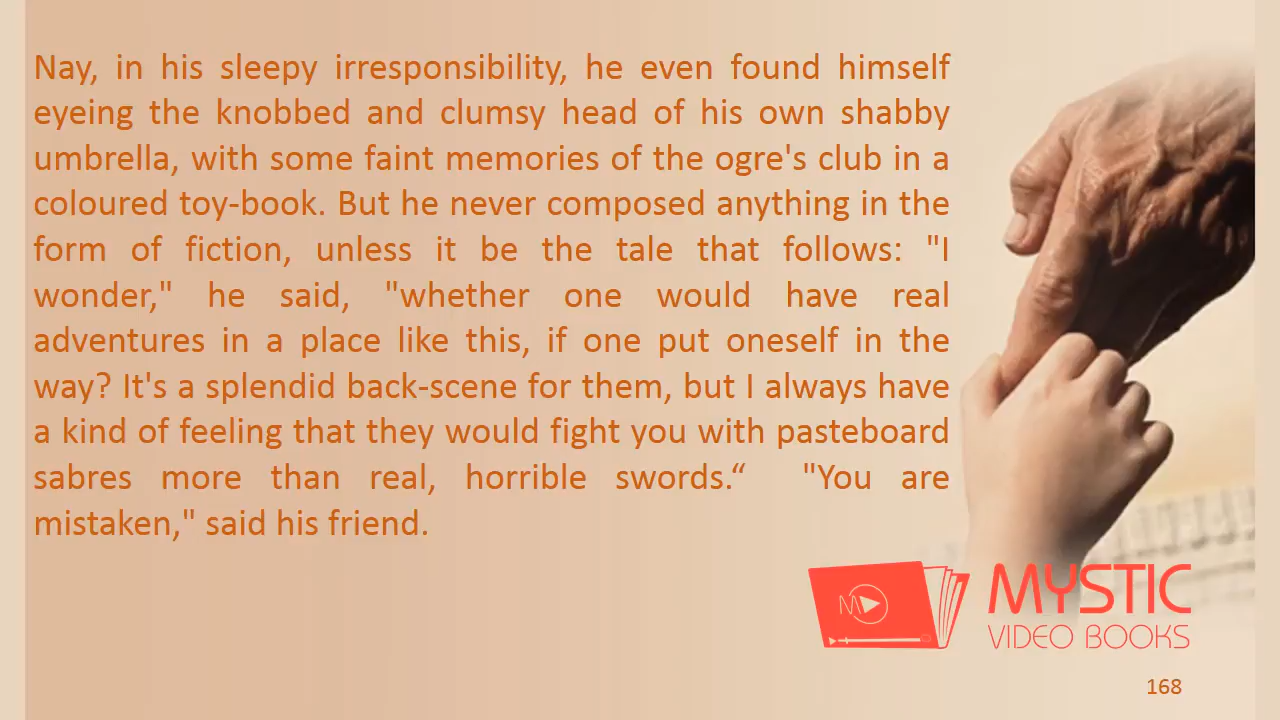 Nay, in his sleepy irresponsibility, he even found himself
eyeing the knobbed and clumsy head of his own shabby
umbrella, with some faint memories of the ogre's club in a
coloured toy-book. But he never composed anything in the
form of fiction, unless it be the tale that follows: "I
wonder," he said, "whether one would have real
adventures in a place like this, if one put oneself in the
way? It's a splendid back-scene for them, but I always have
a kind of feeling that they would fight you with pasteboard
sabres more than real, horrible swords.“ "You are
mistaken," said his friend.
M
MYSTIC
VIDEO BOOKS
168